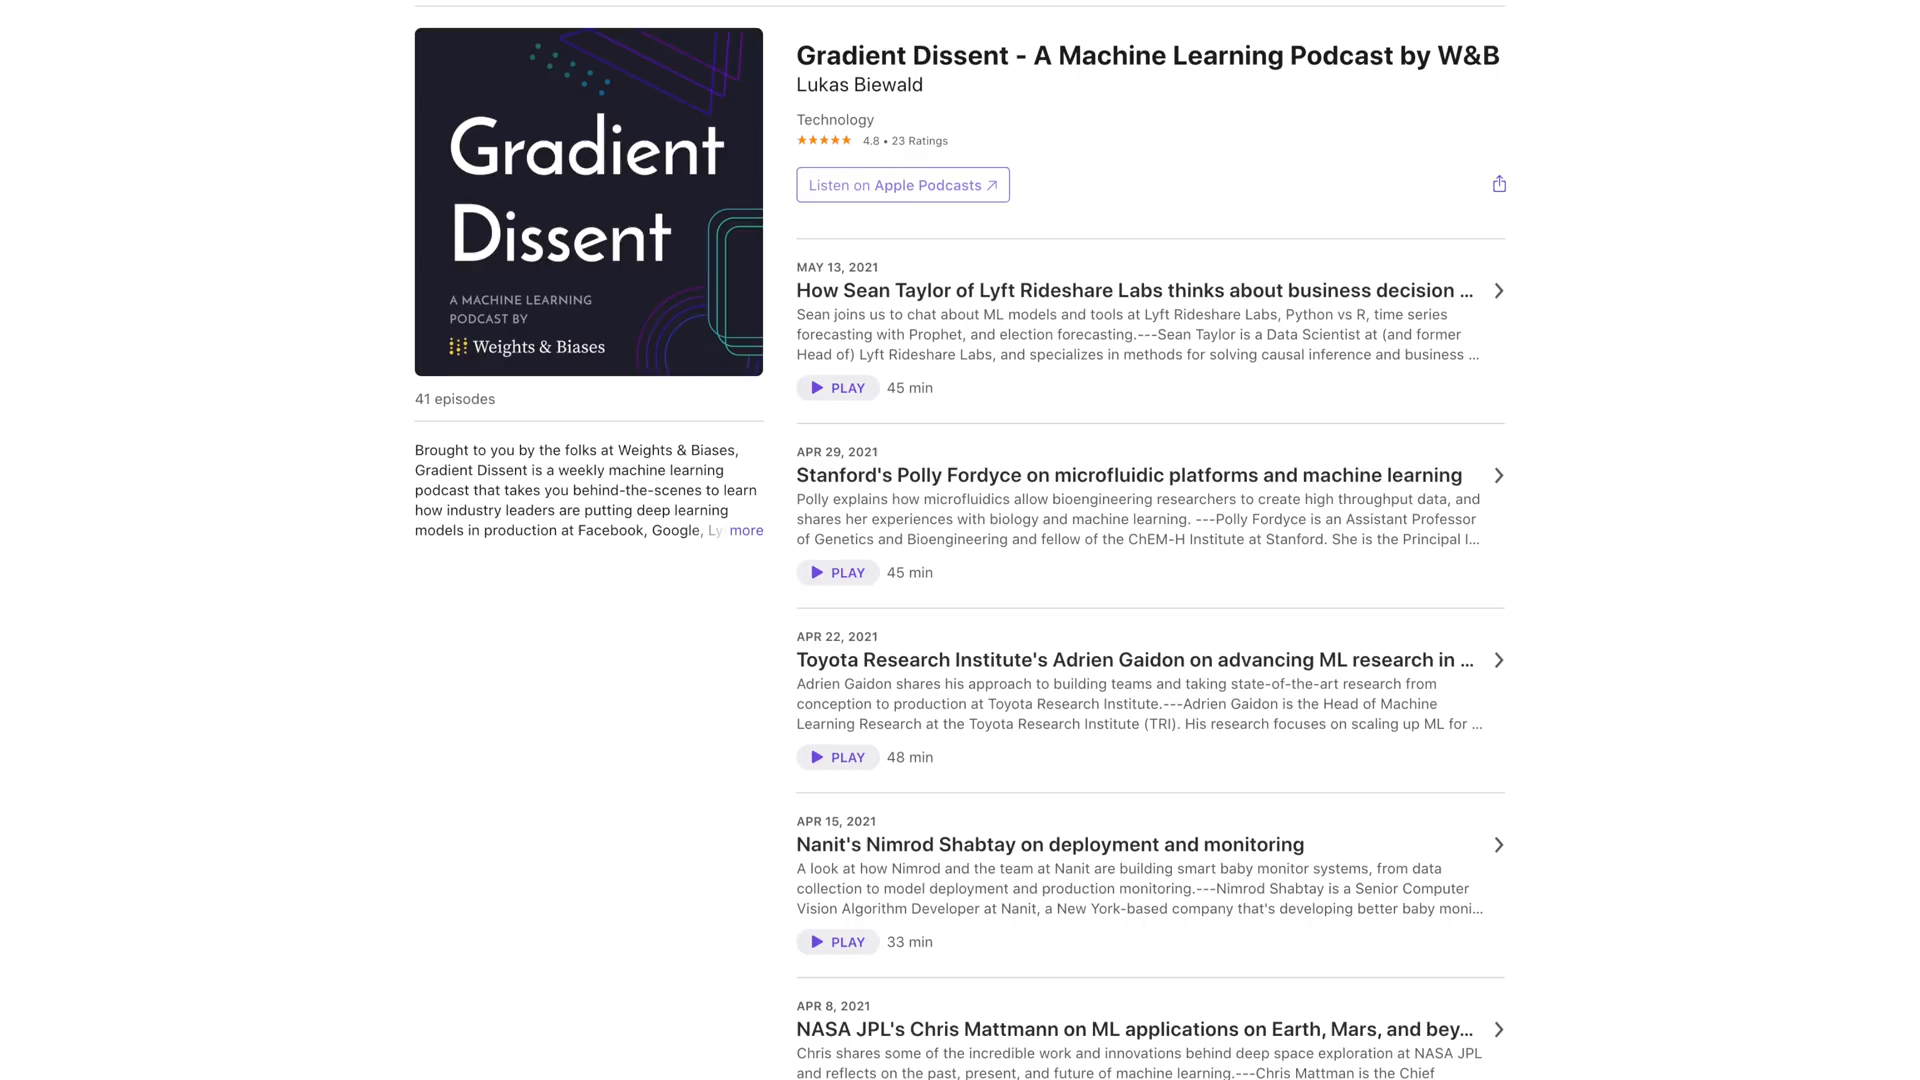 Gradient
Dissent
A MACHINE LEARNING
PODCAST BY
Weights & Biases
41 episodes
Brought to you by the folks at Weights & Biases,
Gradient Dissent is a weekly machine learning
podcast that takes you behind-the-scenes to learn
how industry leaders are putting deep learning
models in production at Facebook, Google, Ly more
Gradient Dissent - A Machine Learning Podcast by W&B
Lukas Biewald
Technology
4.8 • 23 Ratings
Listen on Apple Podcasts ↗
MAY 13, 2021
How Sean Taylor of Lyft Rideshare Labs thinks about business decision ...
Sean joins us to chat about ML models and tools at Lyft Rideshare Labs, Python vs R, time series
forecasting with Prophet, and election forecasting.---Sean Taylor is a Data Scientist at (and former
Head of) Lyft Rideshare Labs, and specializes in methods for solving causal inference and business ...
PLAY 45 min
APR 29, 2021
Stanford's Polly Fordyce on microfluidic platforms and machine learning
Polly explains how microfluidics allow bioengineering researchers to create high throughput data, and
shares her experiences with biology and machine learning. ---Polly Fordyce is an Assistant Professor
of Genetics and Bioengineering and fellow of the ChEM-H Institute at Stanford. She is the Principal I...
PLAY 45 min
APR 22, 2021
Toyota Research Institute's Adrien Gaidon on advancing ML research in ...
Adrien Gaidon shares his approach to building teams and taking state-of-the-art research from
conception to production at Toyota Research Institute.---Adrien Gaidon is the Head of Machine
Learning Research at the Toyota Research Institute (TRI). His research focuses on scaling up ML for ...
PLAY 48 min
APR 15, 2021
Nanit's Nimrod Shabtay on deployment and monitoring
A look at how Nimrod and the team at Nanit are building smart baby monitor systems, from data
collection to model deployment and production monitoring.---Nimrod Shabtay is a Senior Computer
Vision Algorithm Developer at Nanit, a New York-based company that's developing better baby moni...
PLAY 33 min
APR 8, 2021
NASA JPL's Chris Mattmann on ML applications on Earth, Mars, and bey...
Chris shares some of the incredible work and innovations behind deep space exploration at NASA JPL
and reflects on the past, present, and future of machine learning.---Chris Mattman is the Chief